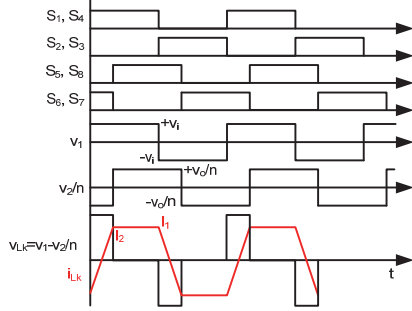 S1, S4
S2, S3
S5, S8
S6, S7
+vi
v1
-vi
+vo/n
v2/n
-vo/n
I1
I2
vLk=v1-v2/n
iLk
t